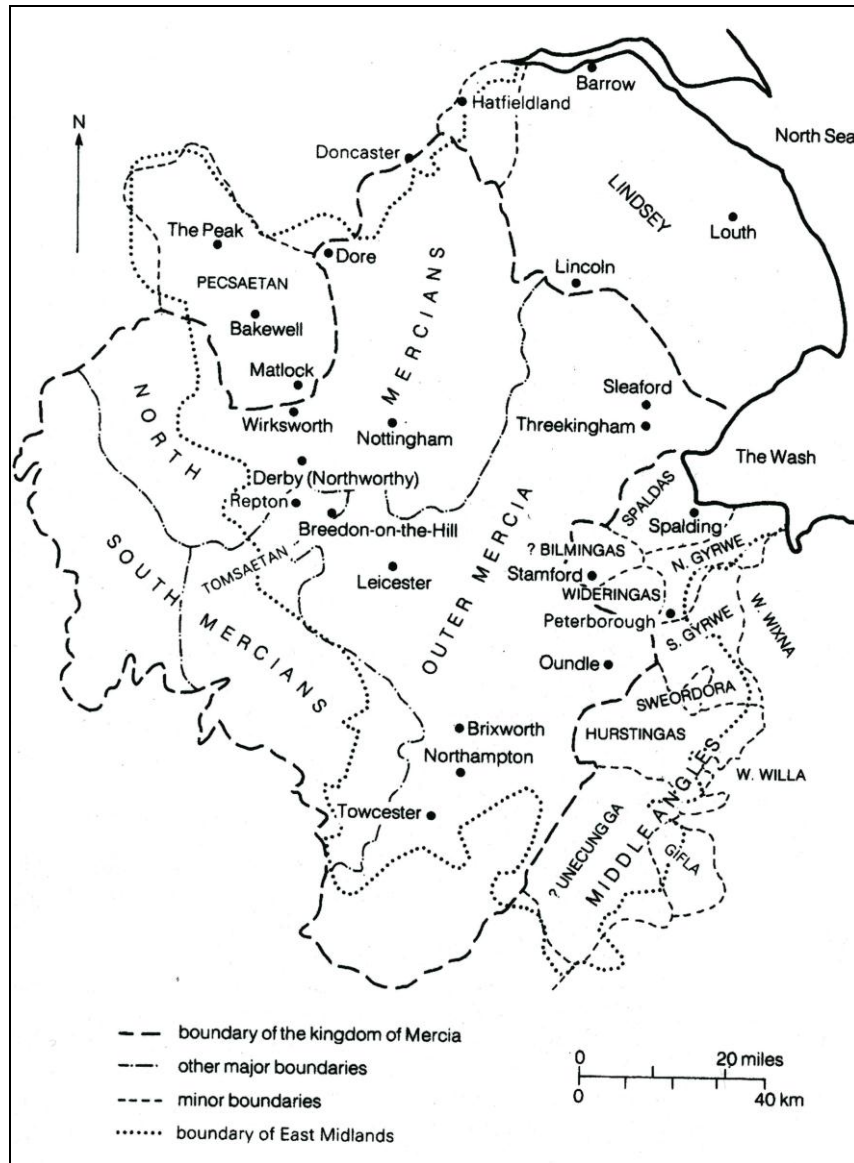 N
Barrow
Hatfieldland
North Sea
Doncaster
LINDSEY
The Peak
Louth
Dore
PECSAETAN
Lincoln
Bakewell
MERCIANS
Matlock
NORTH
Sleaford
Wirksworth
Nottingham
Threekingham
The Wash
Derby (Northworthy)
SPALDAS
Repton
Spalding
Breedon-on-the-Hill
? BILMINGAS
N. GYRWE
TOMSAETAN
Leicester
Stamford
WIDERINGAS
OUTER MERCIA
Peterborough
S. GYRWE
W. WIXNA
SOUTH MERCIANS
Oundle
SWEORDORA
Brixworth
HURSTINGAS
Northampton
W. WILLA
Towcester
MIDDLE ANGLES
? UNECUNGGA
GIFLA
boundary of the kingdom of Mercia
other major boundaries
0 20 miles
minor boundaries
0 40 km
boundary of East Midlands